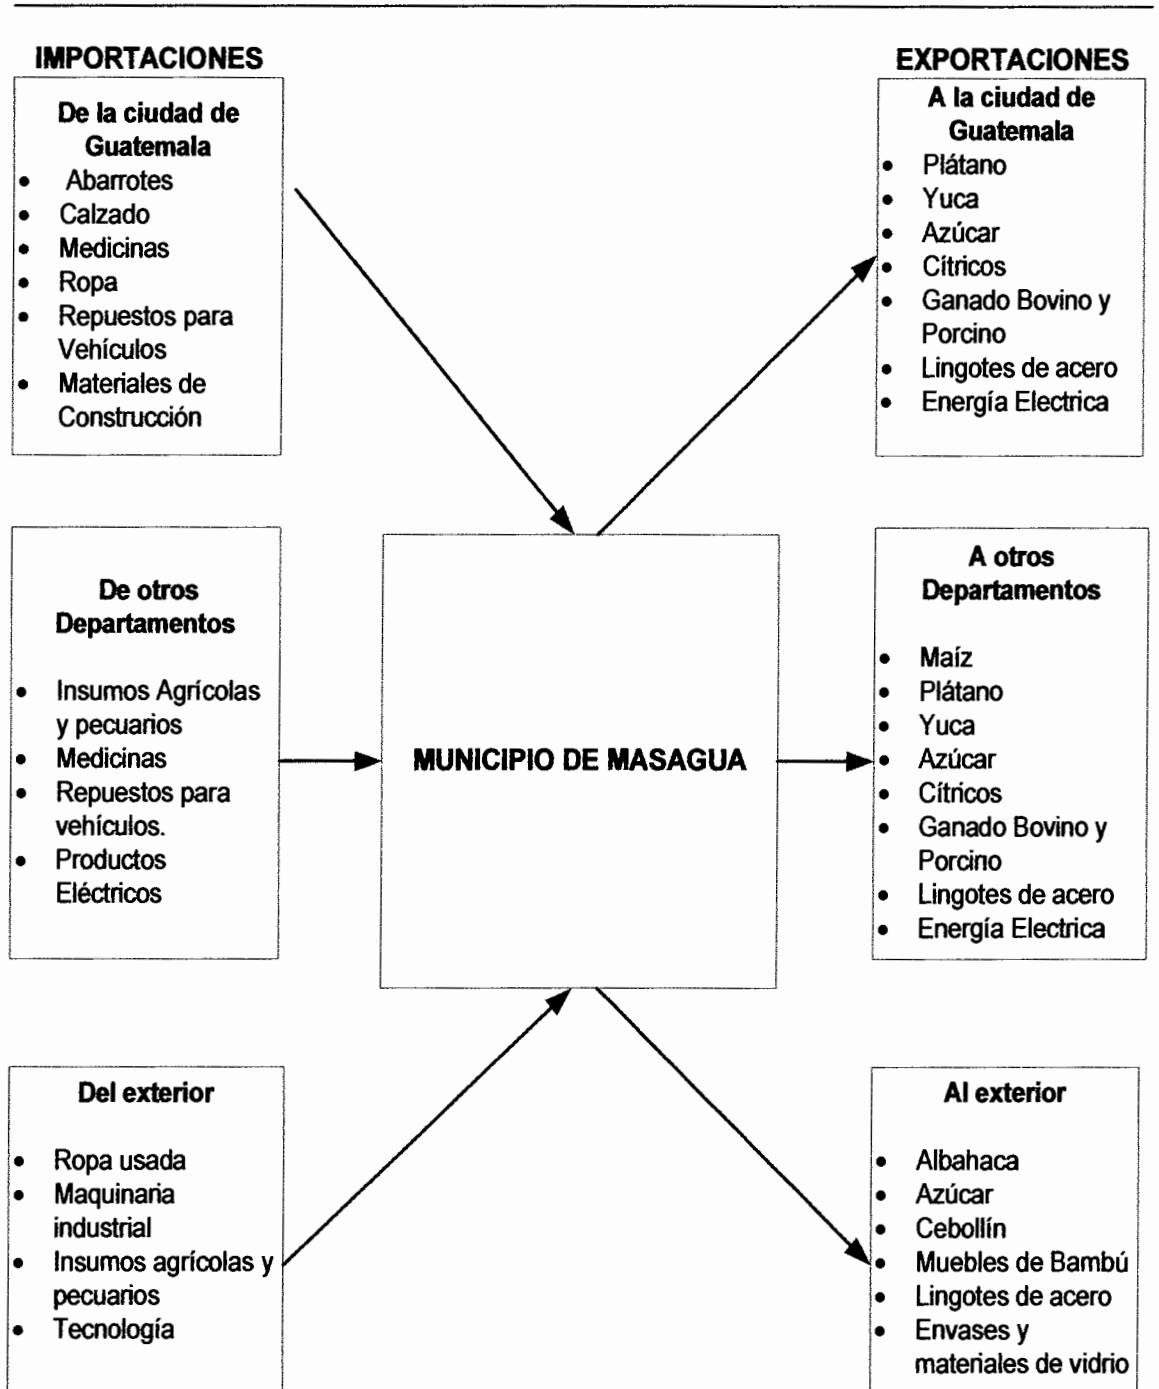 IMPORTACIONES
De la ciudad de
Guatemala
• Abarrotes
• Calzado
• Medicinas
• Ropa
• Repuestos para
Vehículos
• Materiales de
Construcción
De otros
Departamentos
• Insumos Agrícolas
y pecuarios
• Medicinas
• Repuestos para
vehículos.
• Productos
Eléctricos
Del exterior
• Ropa usada
• Maquinaria
industrial
• Insumos agrícolas y
pecuarios
• Tecnología
MUNICIPIO DE MASAGUA
EXPORTACIONES
A la ciudad de
Guatemala
• Plátano
• Yuca
• Azúcar
• Cítricos
• Ganado Bovino y
Porcino
• Lingotes de acero
• Energía Electrica
A otros
Departamentos
• Maíz
• Plátano
• Yuca
• Azúcar
• Cítricos
• Ganado Bovino y
Porcino
• Lingotes de acero
• Energía Electrica
Al exterior
• Albahaca
• Azúcar
• Cebollín
• Muebles de Bambú
• Lingotes de acero
• Envases y
materiales de vidrio